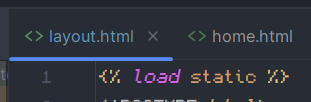 <> layout.html × <> home.html
1 {% load static %}